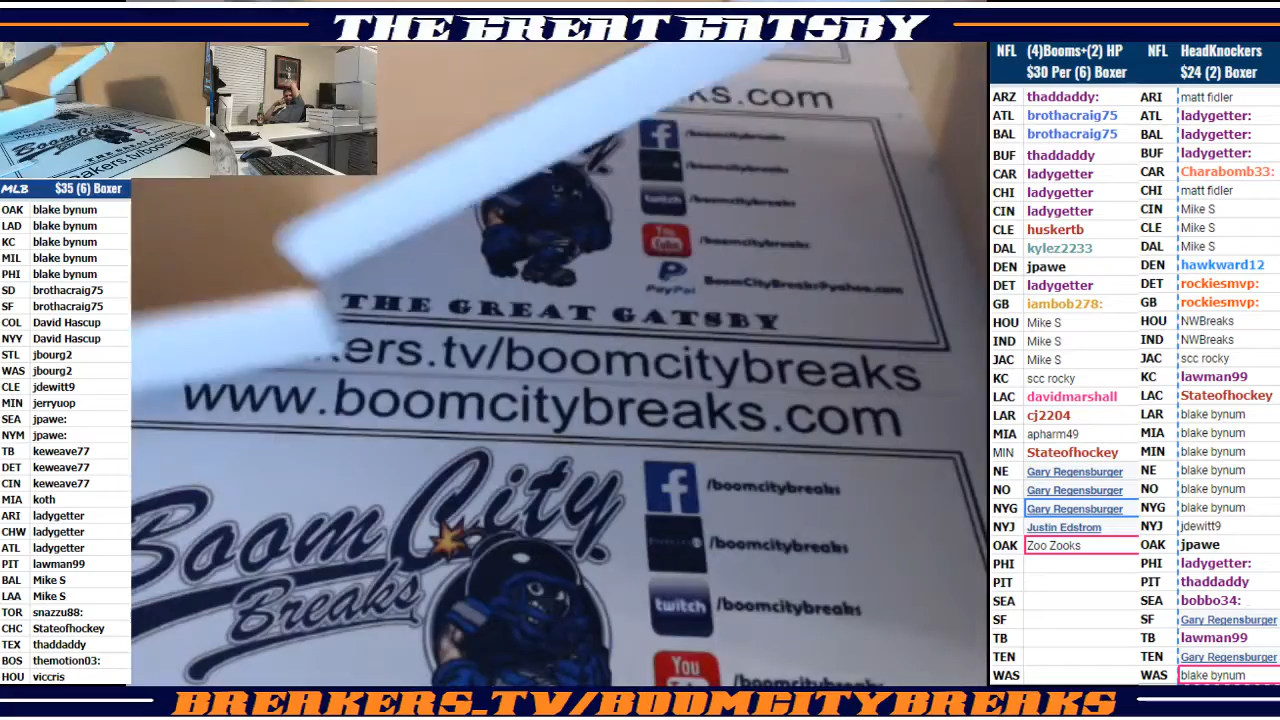 THE GREAT GATSBY
MLB $35 (6) Boxer
OAK blake bynum
LAD blake bynum
KC blake bynum
MIL blake bynum
PHI blake bynum
SD brothacraig75
SF brothacraig75
COL David Hascup
NYY David Hascup
STL jbourg2
WAS jbourg2
CLE jdewitt9
MIN jerryuop
SEA jpawe:
NYM jpawe:
TB keweave77
DET keweave77
CIN keweave77
MIA koth
ARI ladygetter
CHW ladygetter
ATL ladygetter
PIT lawman99
BAL Mike S
LAA Mike S
TOR snazzu88:
CHC Stateofhockey
TEX thaddaddy
BOS themotion03:
HOU viccris
ks.com
/boomcitybreaks
/boomcitybreaks
twitch /boomcitybreaks
You Tube /boomcitybreaks
PayPal BoomCityBreaks@yahoo.com
THE GREAT GATSBY
kers.tv/boomcitybreaks
www.boomcitybreaks.com
Boom City Breaks
/boomcitybreaks
/boomcitybreaks
twitch /boomcitybreaks
You /boomcitybreaks
NFL (4)Booms+(2) HP NFL HeadKnockers
$30 Per (6) Boxer $24 (2) Boxer
ARZ thaddaddy: ARI matt fidler
ATL brothacraig75 ATL ladygetter:
BAL brothacraig75 BAL ladygetter:
BUF thaddaddy BUF ladygetter:
CAR ladygetter CAR Charabomb33:
CHI ladygetter CHI matt fidler
CIN ladygetter CIN Mike S
CLE huskertb CLE Mike S
DAL kylez2233 DAL Mike S
DEN jpawe DEN hawkward12
DET ladygetter DET rockiesmvp:
GB iambob278: GB rockiesmvp:
HOU Mike S HOU NWBreaks
IND Mike S IND NWBreaks
JAC Mike S JAC scc rocky
KC scc rocky KC lawman99
LAC davidmarshall LAC Stateofhockey
LAR cj2204 LAR blake bynum
MIA apharm49 MIA blake bynum
MIN Stateofhockey MIN blake bynum
NE Gary Regensburger NE blake bynum
NO Gary Regensburger NO blake bynum
NYG Gary Regensburger NYG blake bynum
NYJ Justin Edstrom NYJ jdewitt9
OAK Zoo Zooks OAK jpawe
PHI PHI ladygetter:
PIT PIT thaddaddy
SEA SEA bobbo34:
SF SF Gary Regensburger
TB TB lawman99
TEN TEN Gary Regensburger
WAS WAS blake bynum
BREAKERS.TV/BOOMCITYBREAKS